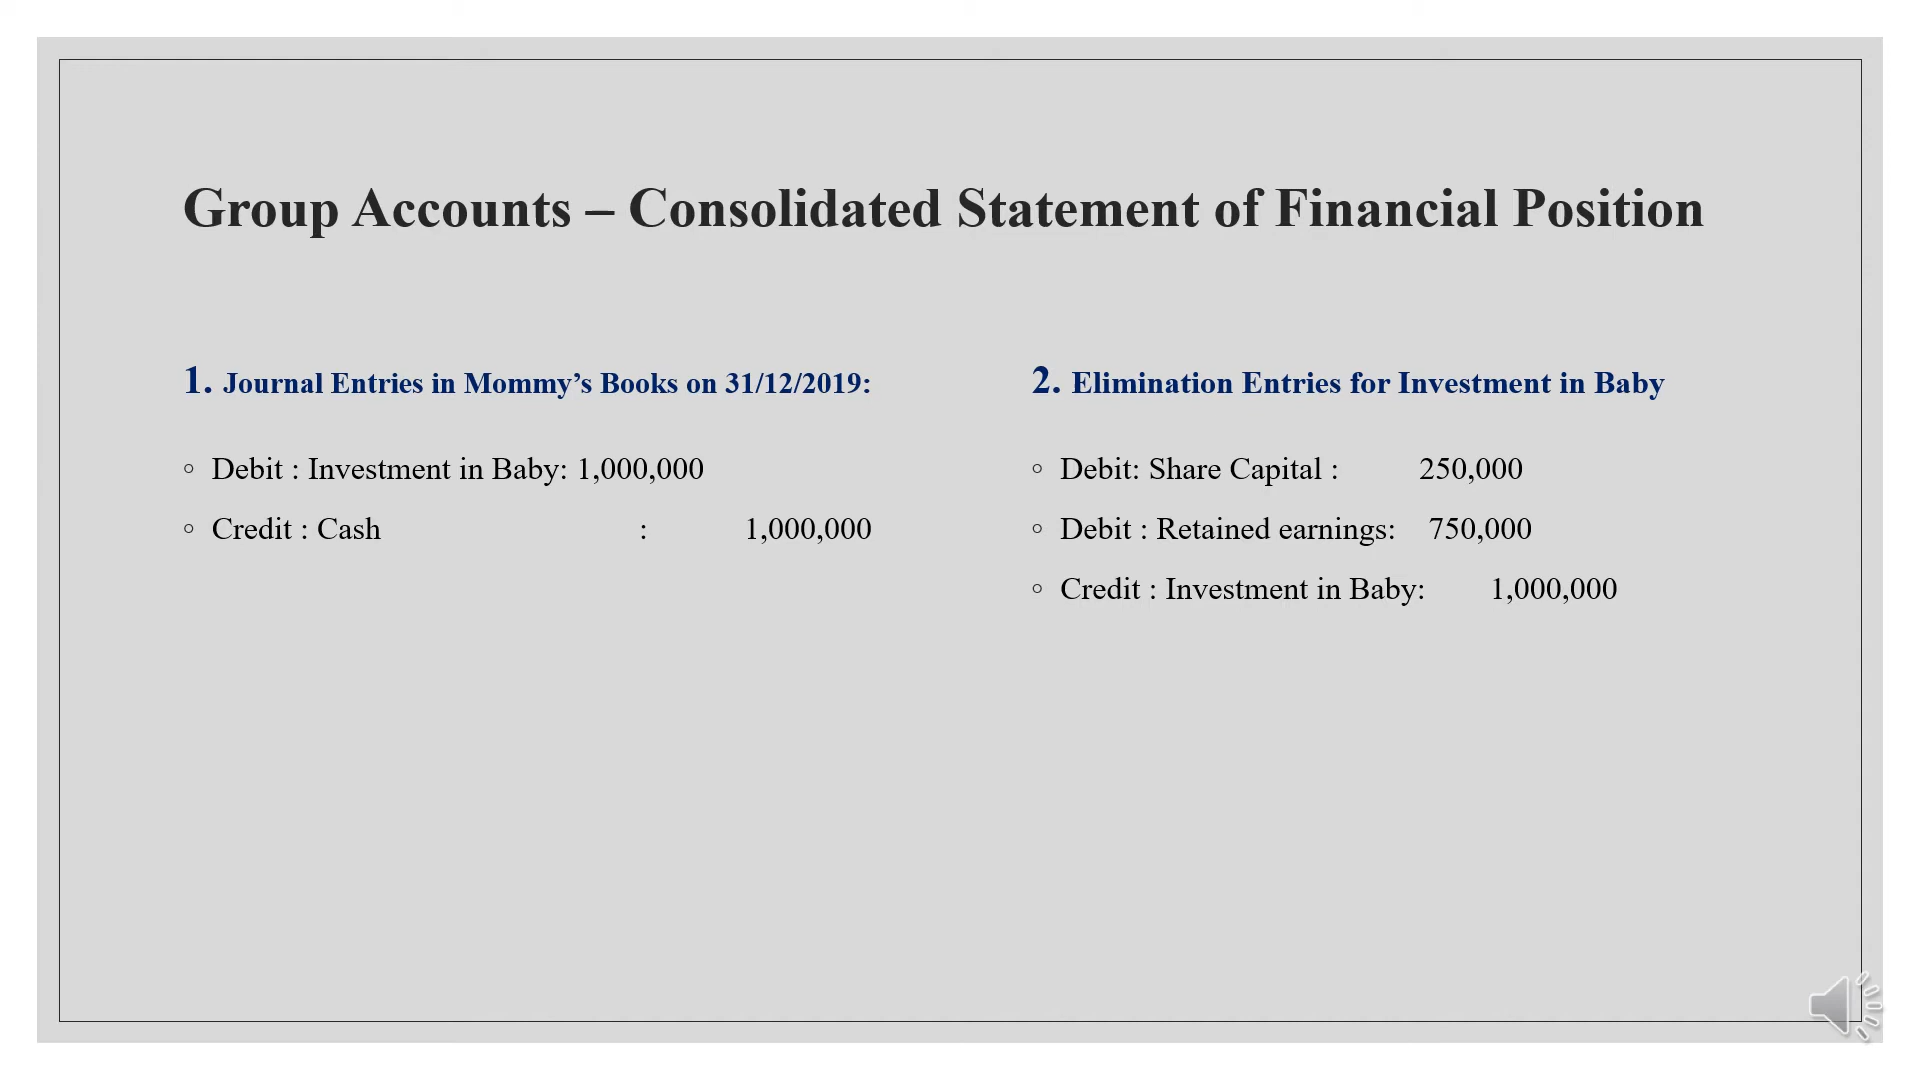 Group Accounts – Consolidated Statement of Financial Position
1. Journal Entries in Mommy’s Books on 31/12/2019:
◦ Debit : Investment in Baby: 1,000,000
◦ Credit : Cash : 1,000,000
2. Elimination Entries for Investment in Baby
◦ Debit: Share Capital : 250,000
◦ Debit : Retained earnings: 750,000
◦ Credit : Investment in Baby: 1,000,000